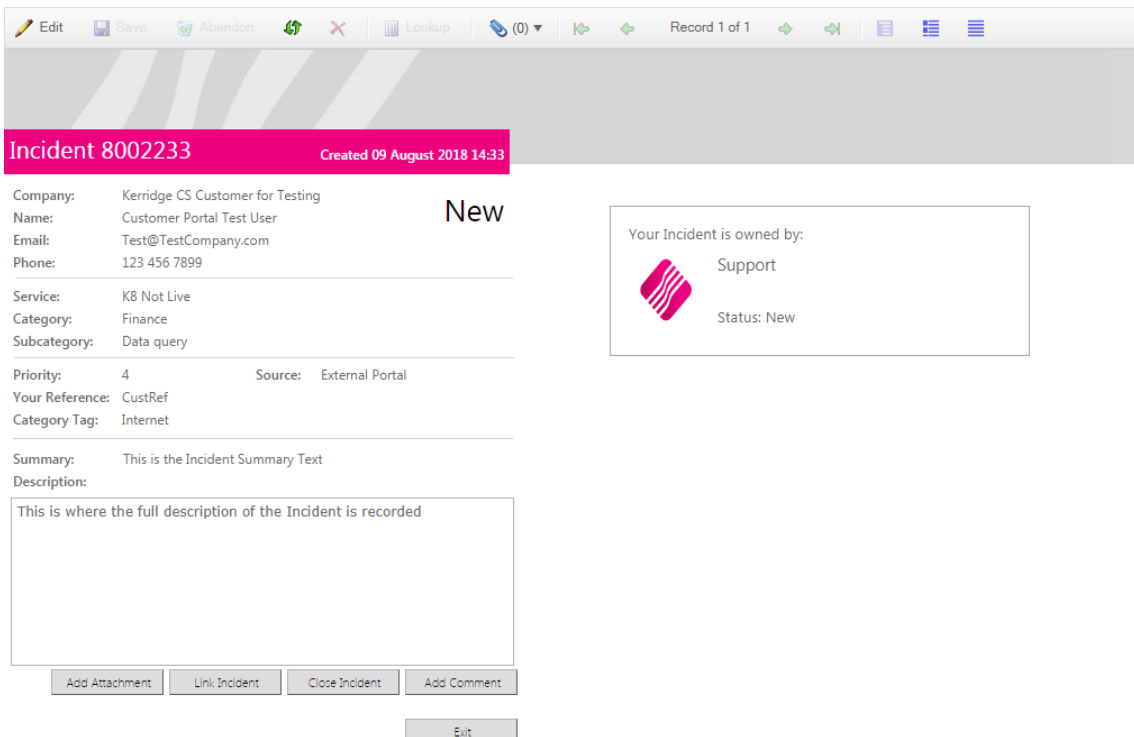 Edit Save Abandon Lookup (0) Record 1 of 1
Incident 8002233 Created 09 August 2018 14:33
Company: Kerridge CS Customer for Testing
New
Name: Customer Portal Test User
Email: Test@TestCompany.com
Phone: 123 456 7899
Service: K8 Not Live
Category: Finance
Subcategory: Data query
Priority: 4 Source: External Portal
Your Reference: CustRef
Category Tag: Internet
Summary: This is the Incident Summary Text
Description:
This is where the full description of the Incident is recorded
Add Attachment Link Incident Close Incident Add Comment
Exit
Your Incident is owned by:
Support
Status: New